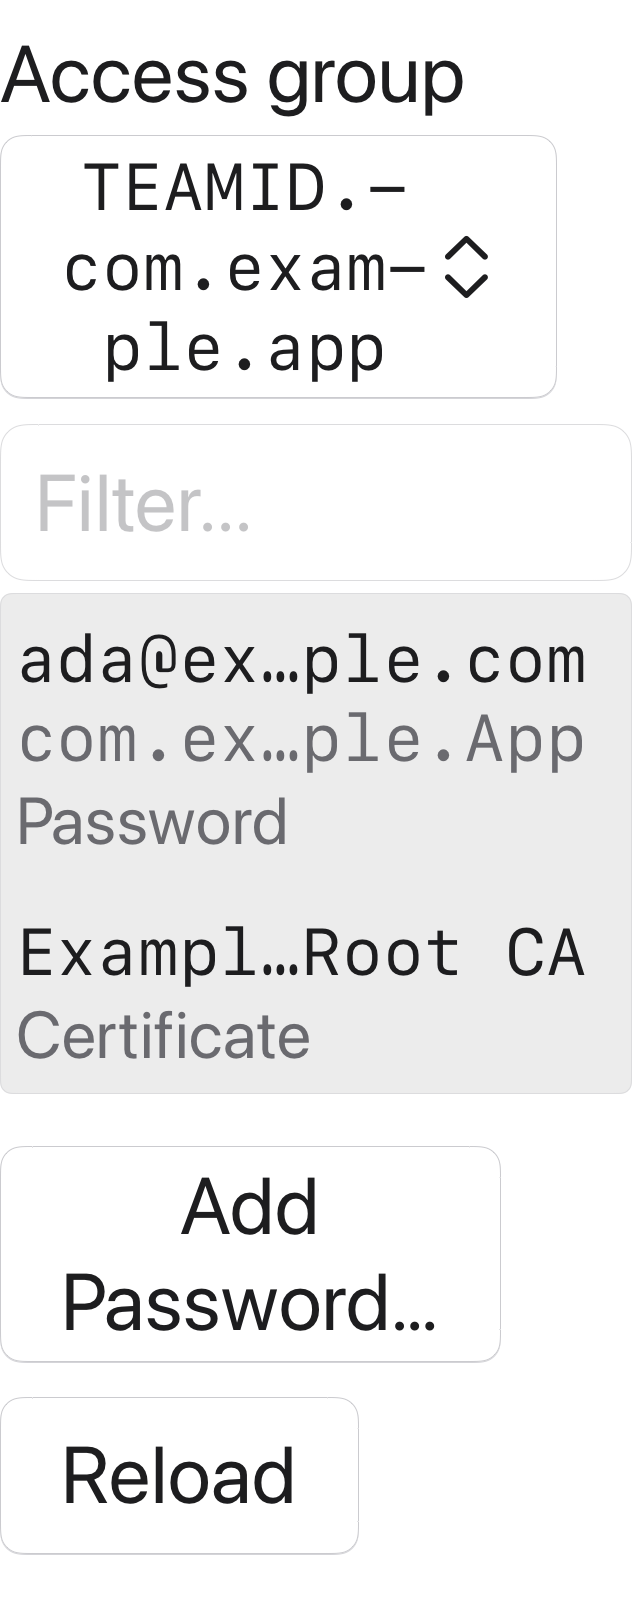 Access group
TEAMID.-
com.exam-
ple.app
Filter…
ada@ex…ple.com
com.ex…ple.App
Password
Exampl…Root CA
Certificate
Add
Password…
Reload